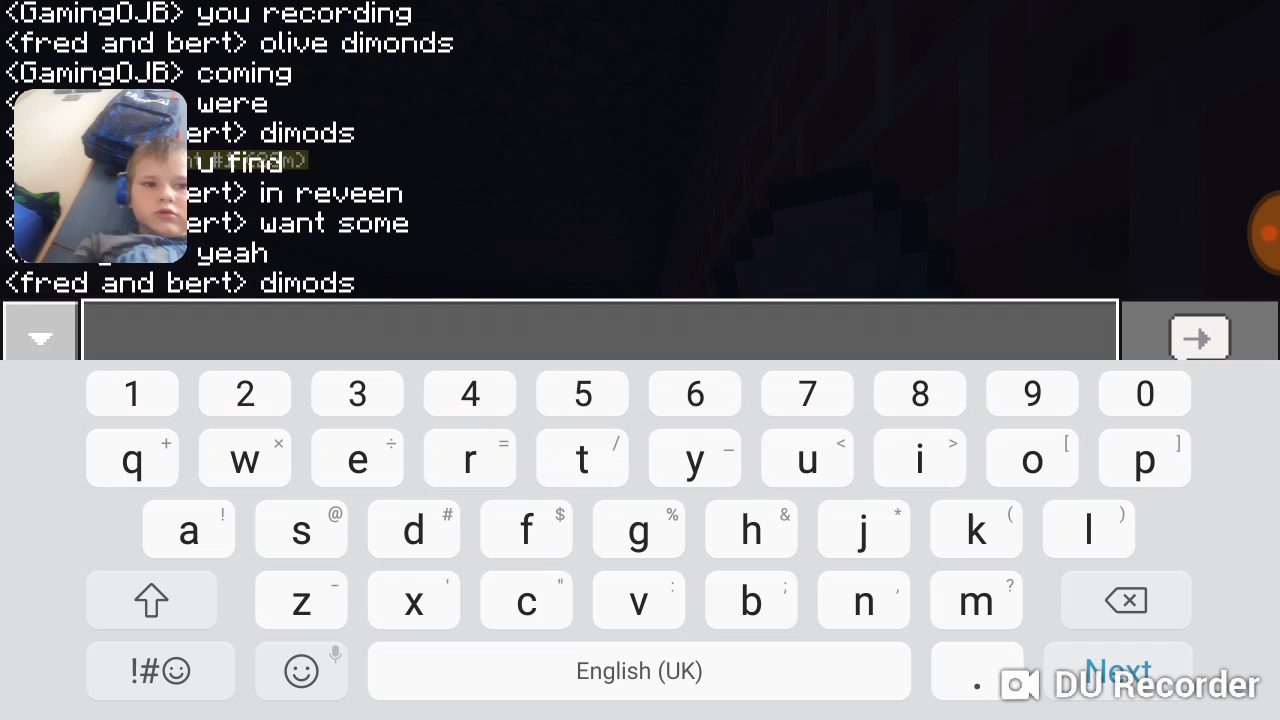 <GamingOJB> you recording
<fred and bert> olive dimonds
<GamingOJB> coming
< were
ert> dimods
< u find
ert> in reveen
ert> want some
< yeah
<fred and bert> dimods
1 2 3 4 5 6 7 8 9 0
q + w × e ÷ r = t / y _ u < i > o [ p ]
a ! s @ d # f $ g % h & j * k ( l )
z - x ' c " v : b ; n , m ?
!#☺ English (UK) . Next
DU Recorder